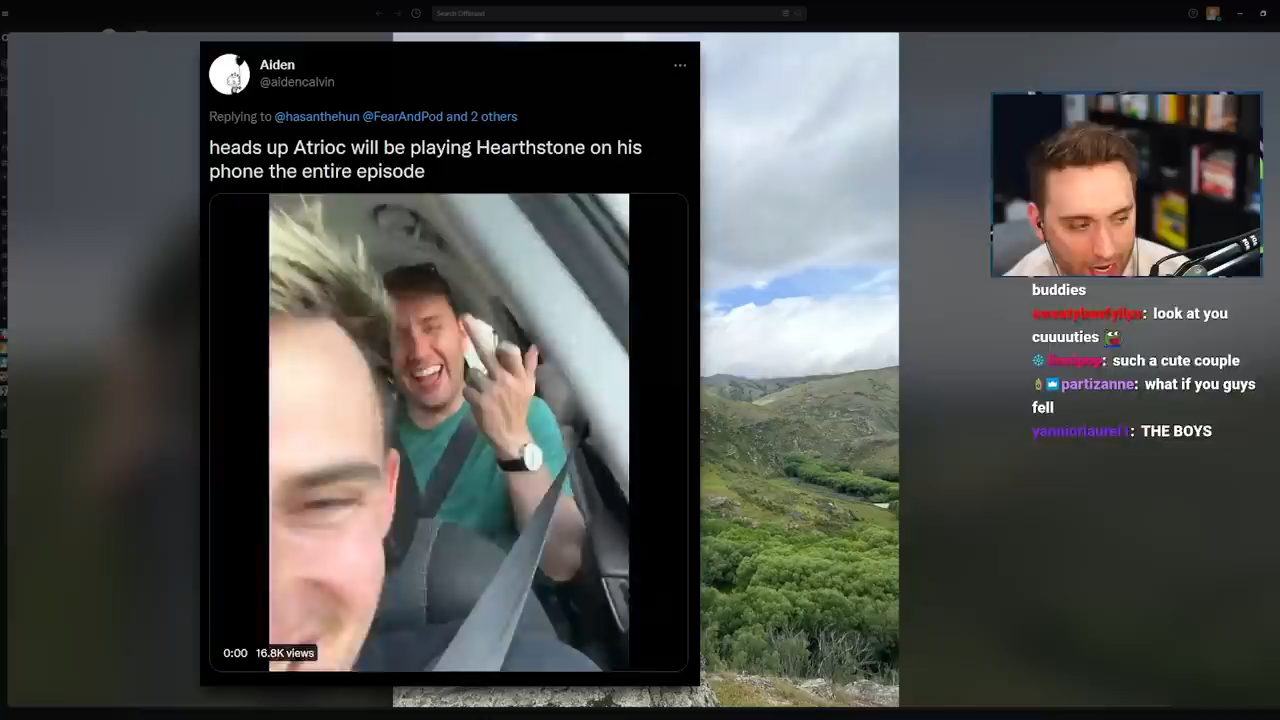 Search Offbrand
Aiden
@aidencalvin
Replying to @hasanthehun @FearAndPod and 2 others
heads up Atrioc will be playing Hearthstone on his
phone the entire episode
0:00 16.8K views
buddies
: look at you
cuuuuties
: such a cute couple
partizanne: what if you guys
fell
: THE BOYS